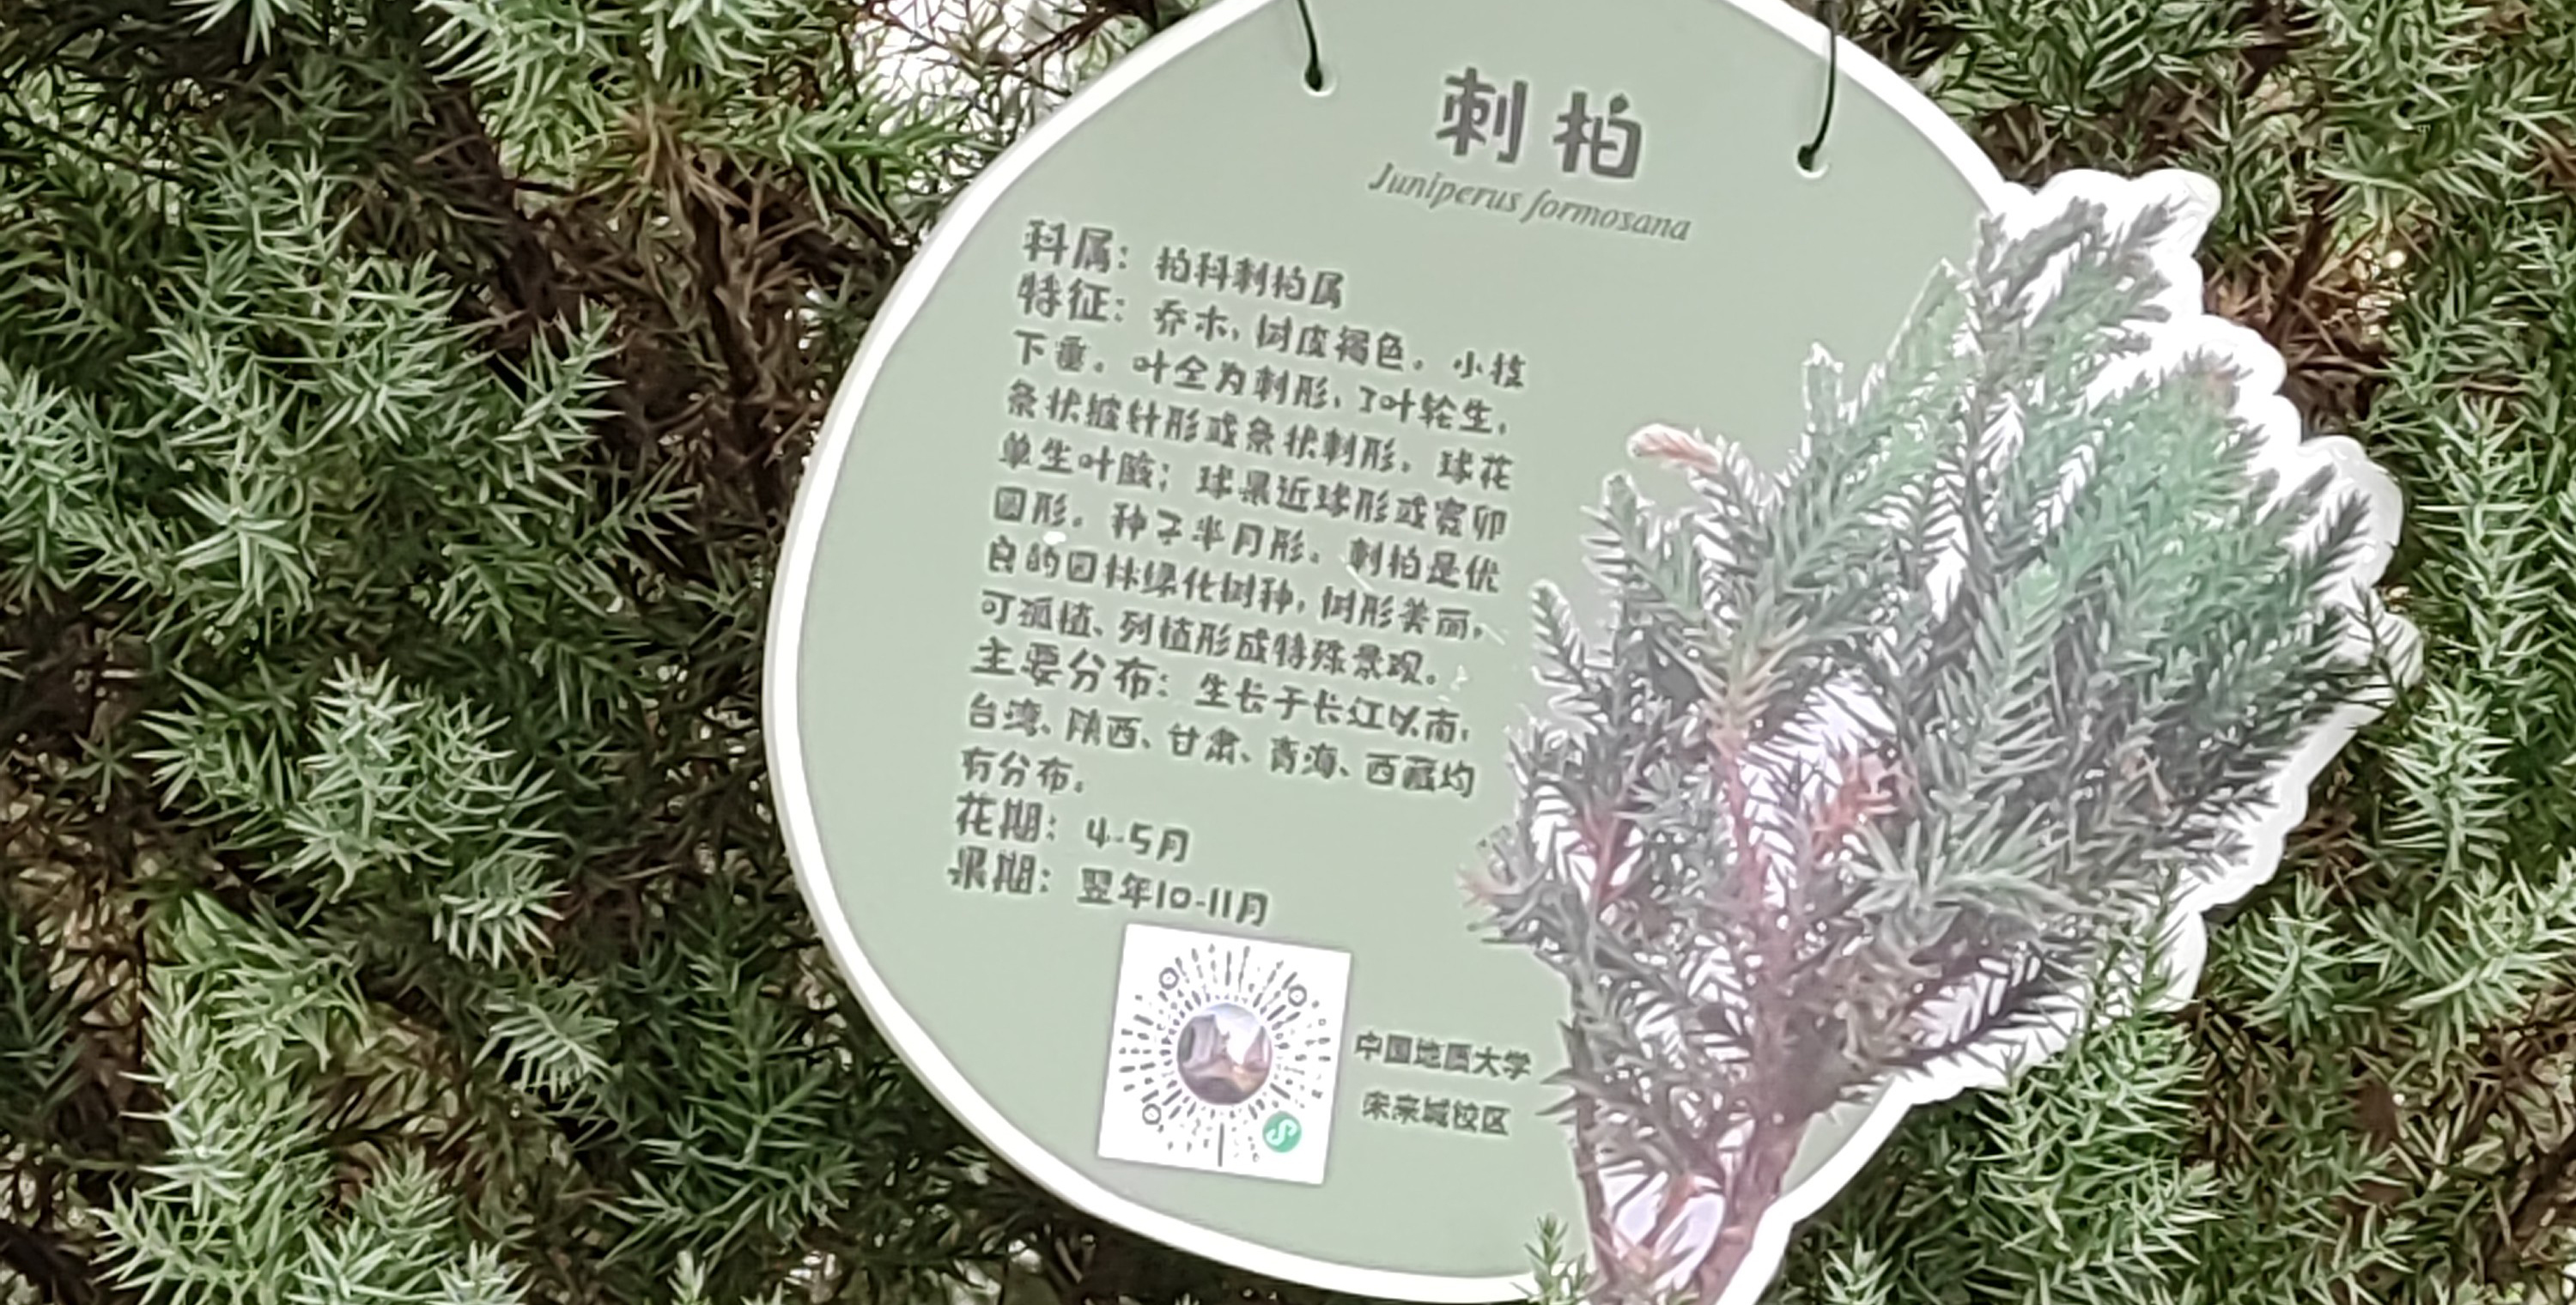 刺柏
Juniperus formosana
科属：柏科刺柏属
特征：乔木，树皮褐色。小枝
下垂。叶全为刺形，3叶轮生，
条状披针形或条状刺形。球花
单生叶腋；球果近球形或宽卵
圆形。种子半月形。刺柏是优
良的园林绿化树种，树形美丽，
可孤植、列植形成特殊景观。
主要分布：生长于长江以南，
台湾、陕西、甘肃、青海、西藏均
有分布。
花期：4-5月
果期：翌年10-11月
中国地质大学
未来城校区